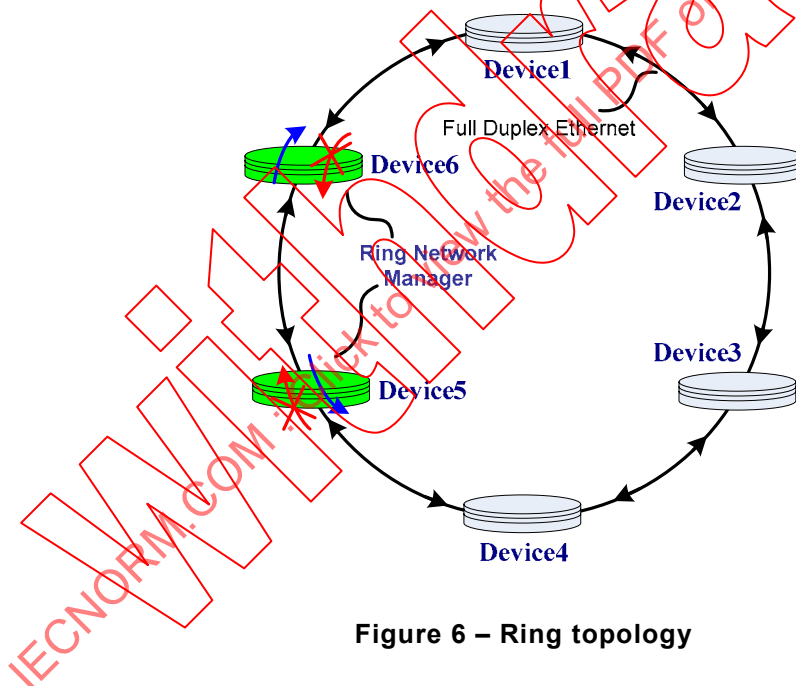 Device1
Full Duplex Ethernet
Device6
Device2
Ring Network
Manager
Device3
Device5
Device4
Figure 6 – Ring topology
IECNORM.COM : Click to view the full PDF of
Withdra